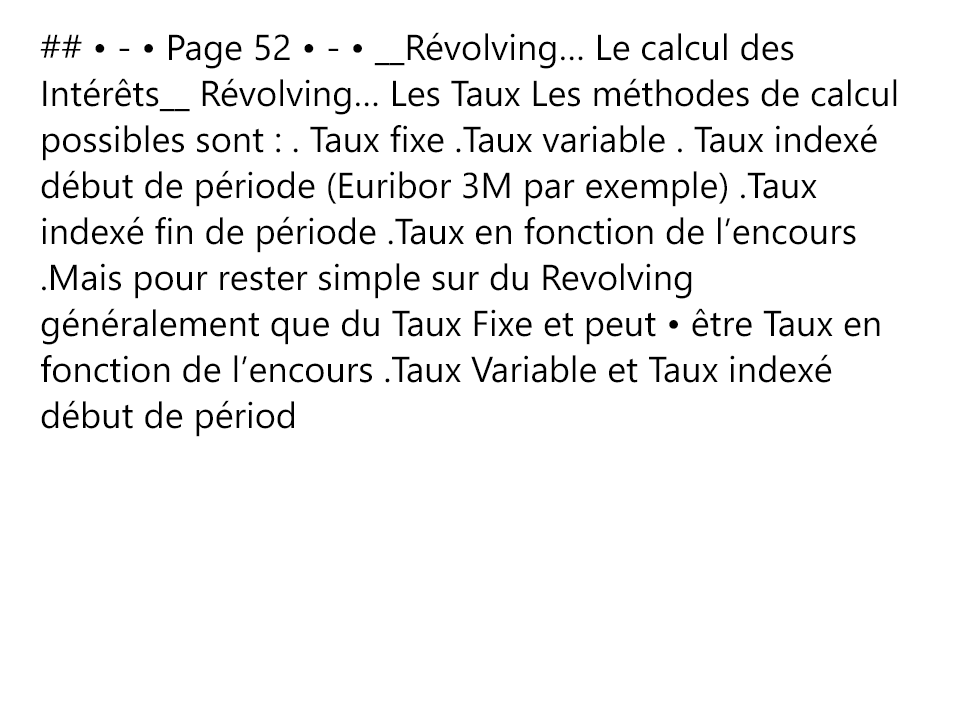 ## • - • Page 52 • - • __Révolving… Le calcul des
Intérêts__ Révolving… Les Taux Les méthodes de calcul
possibles sont : . Taux fixe .Taux variable . Taux indexé
début de période (Euribor 3M par exemple) .Taux
indexé fin de période .Taux en fonction de l’encours
.Mais pour rester simple sur du Revolving
généralement que du Taux Fixe et peut • être Taux en
fonction de l’encours .Taux Variable et Taux indexé
début de périod